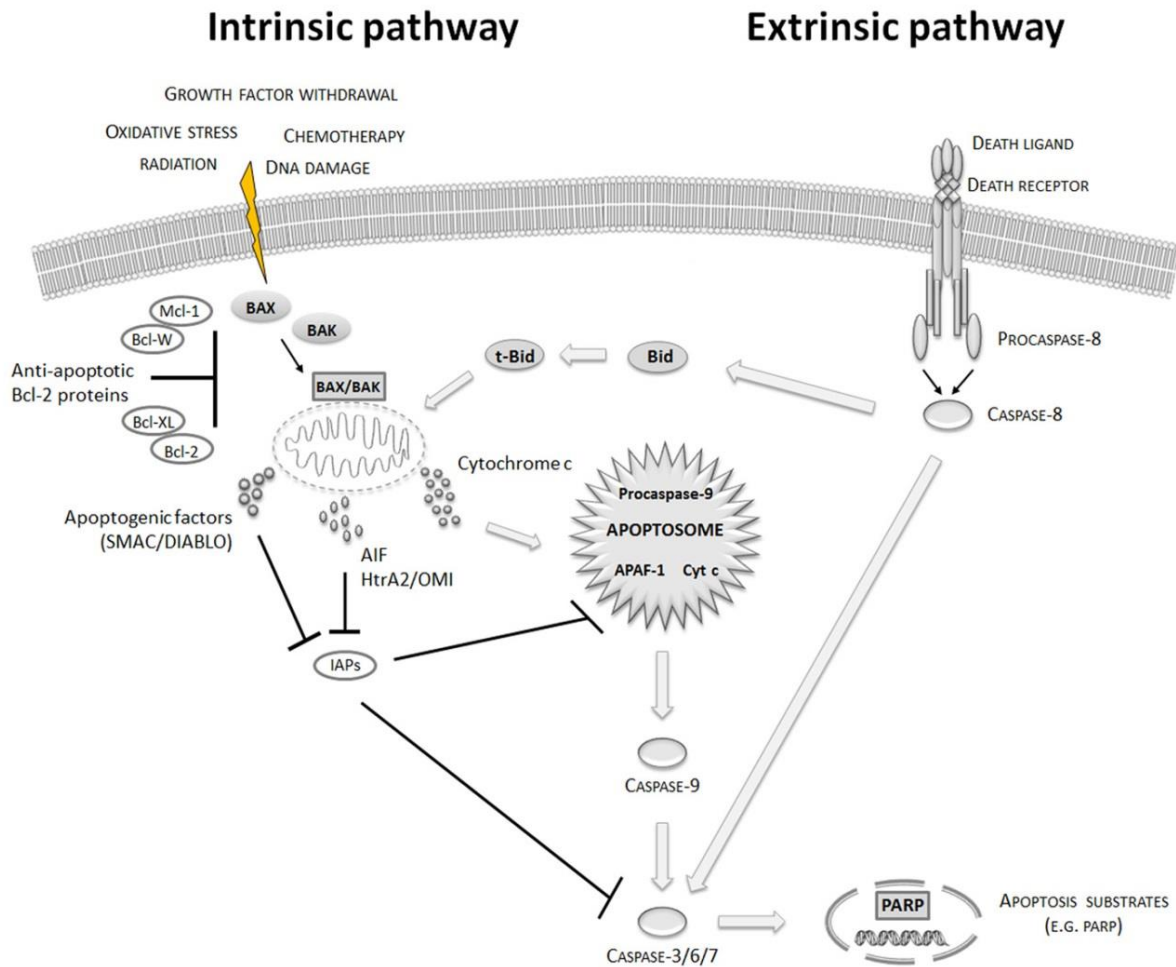 Intrinsic pathway
Extrinsic pathway
GROWTH FACTOR WITHDRAWAL
OXIDATIVE STRESS
CHEMOTHERAPY
RADIATION
DNA DAMAGE
DEATH LIGAND
DEATH RECEPTOR
Mcl-1
BAX
Bcl-W
BAK
Anti-apoptotic
Bcl-2 proteins
t-Bid
Bid
PROCASPASE-8
BAX/BAK
CASPASE-8
Bcl-XL
Bcl-2
Cytochrome c
Procaspase-9
APOPTOSOME
APAF-1 Cyt c
Apoptogenic factors
(SMAC/DIABLO)
AIF
HtrA2/OMI
IAPs
CASPASE-9
CASPASE-3/6/7
PARP
APOPTOSIS SUBSTRATES
(E.G. PARP)